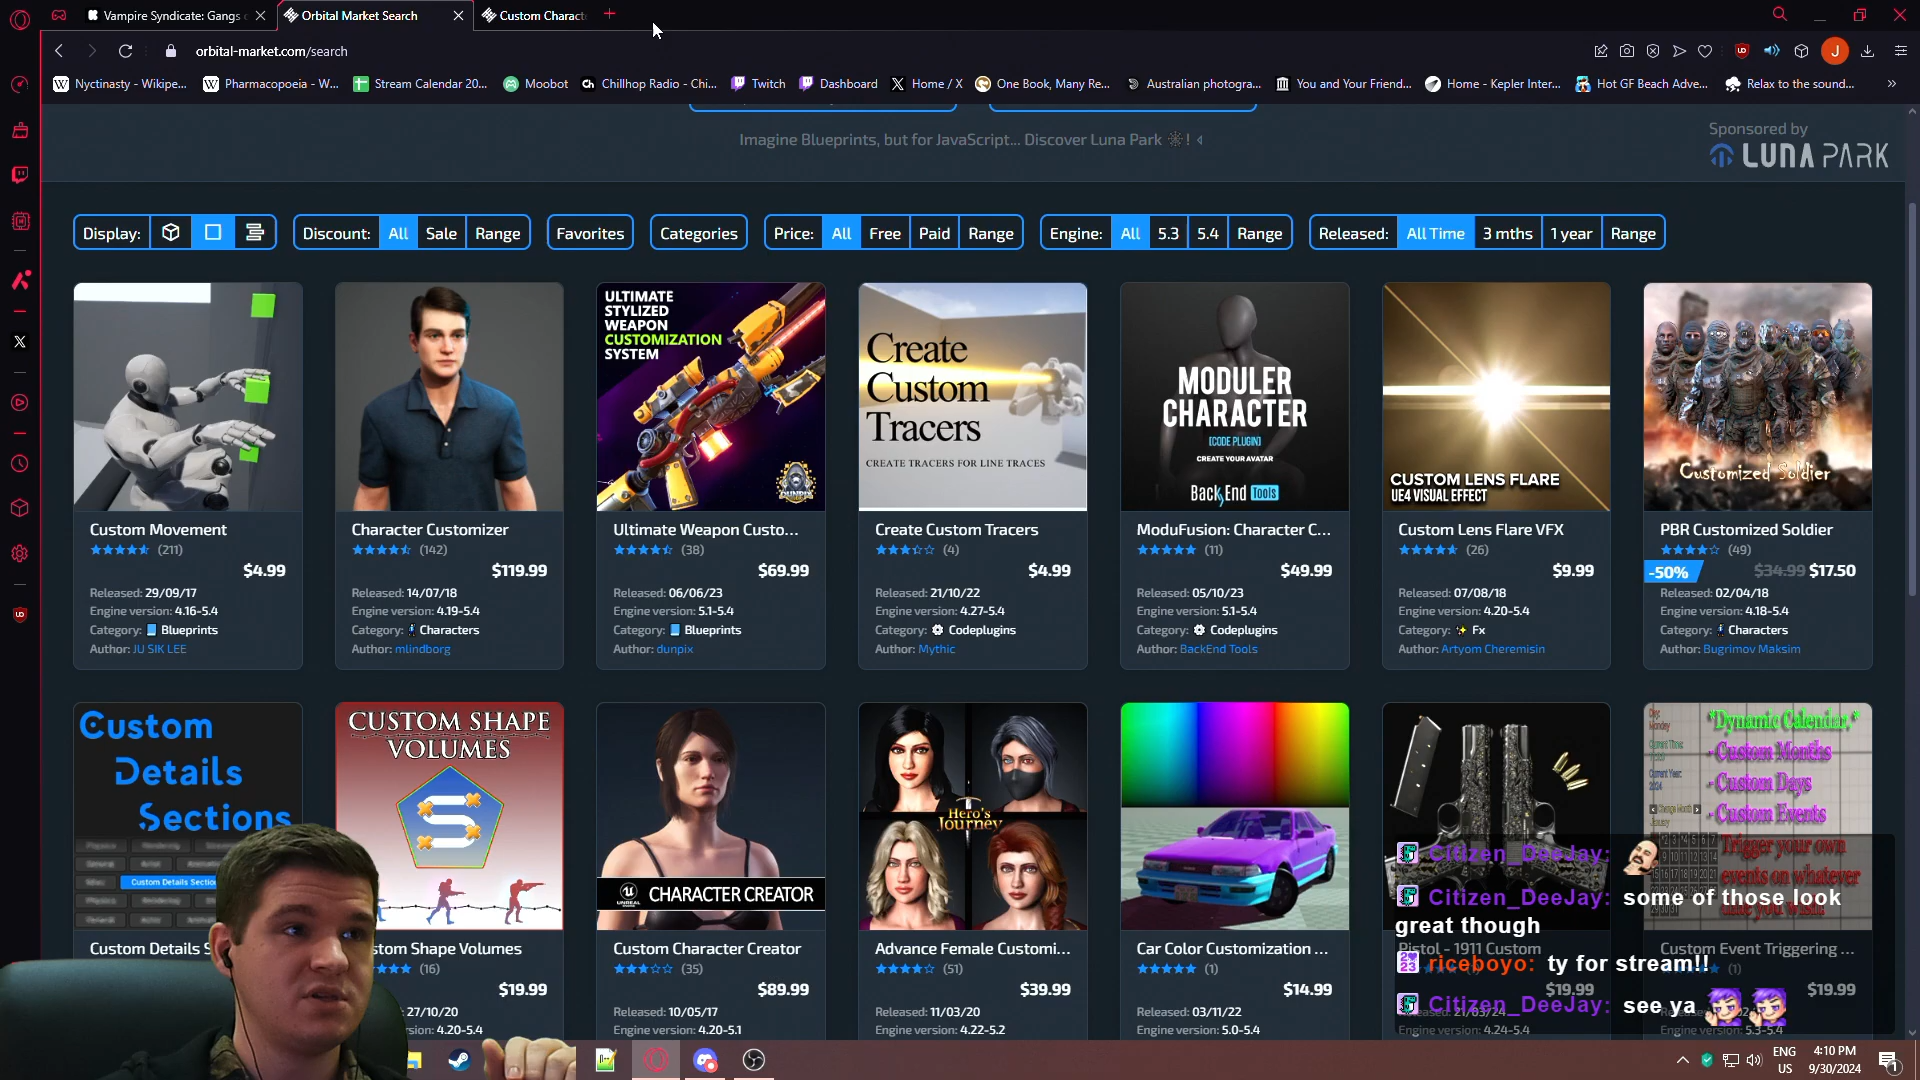 Vampire Syndicate: Gangs
Orbital Market Search
Custom Charact
orbital-market.com/search
Nyctinasty - Wikipe...
Pharmacopoeia - W...
Stream Calendar 20...
Moobot
Chillhop Radio - Chi...
Twitch
Dashboard
Home / X
One Book, Many Re...
Australian photogra...
You and Your Friend...
Home - Kepler Inter...
Hot GF Beach Adve...
Relax to the sound...
Imagine Blueprints, but for JavaScript... Discover Luna Park
Sponsored by
LUNA PARK
Display:
Discount: All Sale Range
Favorites
Categories
Price: All Free Paid Range
Engine: All 5.3 5.4 Range
Released: All Time 3 mths 1 year Range
Custom Movement
(211)
$4.99
Released: 29/09/17
Engine version: 4.16-5.4
Category: Blueprints
Author: JU SIK LEE
Character Customizer
(142)
$119.99
Released: 14/07/18
Engine version: 4.19-5.4
Category: Characters
Author: mlindborg
ULTIMATE
STYLIZED
WEAPON
CUSTOMIZATION
SYSTEM
DUNPIX
Ultimate Weapon Custo...
(38)
$69.99
Released: 06/06/23
Engine version: 5.1-5.4
Category: Blueprints
Author: dunpix
Create
Custom
Tracers
CREATE TRACERS FOR LINE TRACES
Create Custom Tracers
(4)
$4.99
Released: 21/10/22
Engine version: 4.27-5.4
Category: Codeplugins
Author: Mythic
MODULER
CHARACTER
[CODE PLUGIN]
CREATE YOUR AVATAR
BackEnd Tools
ModuFusion: Character C...
(11)
$49.99
Released: 05/10/23
Engine version: 5.1-5.4
Category: Codeplugins
Author: BackEnd Tools
CUSTOM LENS FLARE
UE4 VISUAL EFFECT
Custom Lens Flare VFX
(26)
$9.99
Released: 07/08/18
Engine version: 4.20-5.4
Category: Fx
Author: Artyom Cheremisin
Customized Soldier
PBR Customized Soldier
(49)
-50% $34.99 $17.50
Released: 02/04/18
Engine version: 4.18-5.4
Category: Characters
Author: Bugrimov Maksim
Custom
Details
Sections
Custom Details Sectio
Custom Details S
CUSTOM SHAPE
VOLUMES
stom Shape Volumes
(16)
$19.99
27/10/20
sion: 4.20-5.4
UNREAL
CHARACTER CREATOR
Custom Character Creator
(35)
$89.99
Released: 10/05/17
Engine version: 4.20-5.1
Hero's
Journey
Advance Female Customi...
(51)
$39.99
Released: 11/03/20
Engine version: 4.22-5.2
Car Color Customization ...
(1)
$14.99
Released: 03/11/22
Engine version: 5.0-5.4
Pistol - 1911 Custom
$19.99
Released: 21/03/24
Engine version: 4.24-5.4
*Dynamic Calendar,*
- Custom Months
- Custom Days
- Custom Events
Trigger your own
events on whatever
time you wish!
Custom Event Triggering ...
(1)
$19.99
Engine version: 5.3-5.4
Citizen_DeeJay:
Citizen_DeeJay: some of those look
great though
riceboyo: ty for stream!!
Citizen_DeeJay: see ya
ENG
US
4:10 PM
9/30/2024